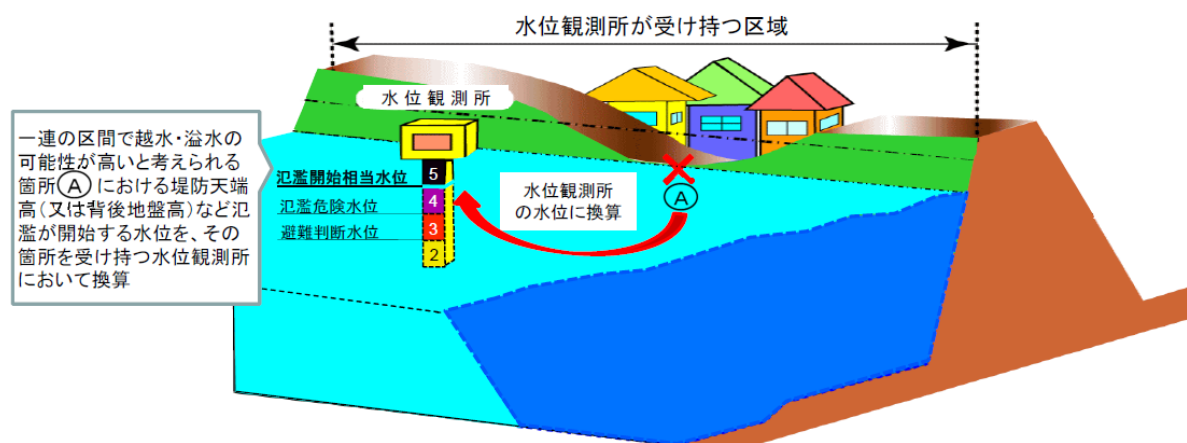 水位観測所が受け持つ区域
水位観測所
一連の区間で越水・溢水の
可能性が高いと考えられる
箇所Ⓐにおける堤防天端
高(又は背後地盤高)など氾
濫が開始する水位を、その
箇所を受け持つ水位観測所
において換算
氾濫開始相当水位
氾濫危険水位
避難判断水位
5
4
3
2
水位観測所
の水位に換算
Ⓐ